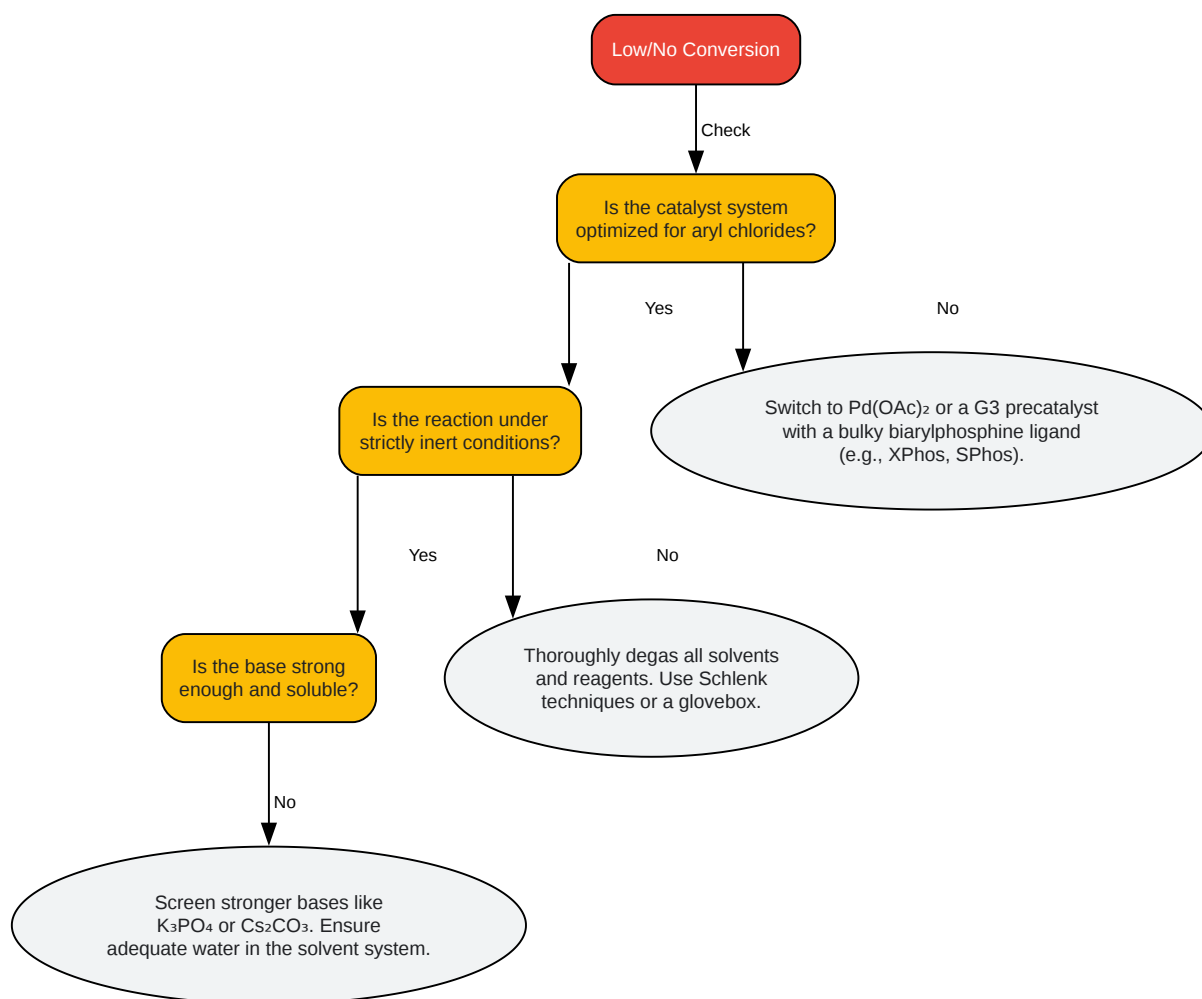 Low/No Conversion
Check
Is the catalyst system
optimized for aryl chlorides?
Yes
No
Switch to Pd(OAc)₂ or a G3 precatalyst
with a bulky biarylphosphine ligand
(e.g., XPhos, SPhos).
Is the reaction under
strictly inert conditions?
Yes
No
Thoroughly degas all solvents
and reagents. Use Schlenk
techniques or a glovebox.
Is the base strong
enough and soluble?
No
Screen stronger bases like
K₃PO₄ or Cs₂CO₃. Ensure
adequate water in the solvent system.